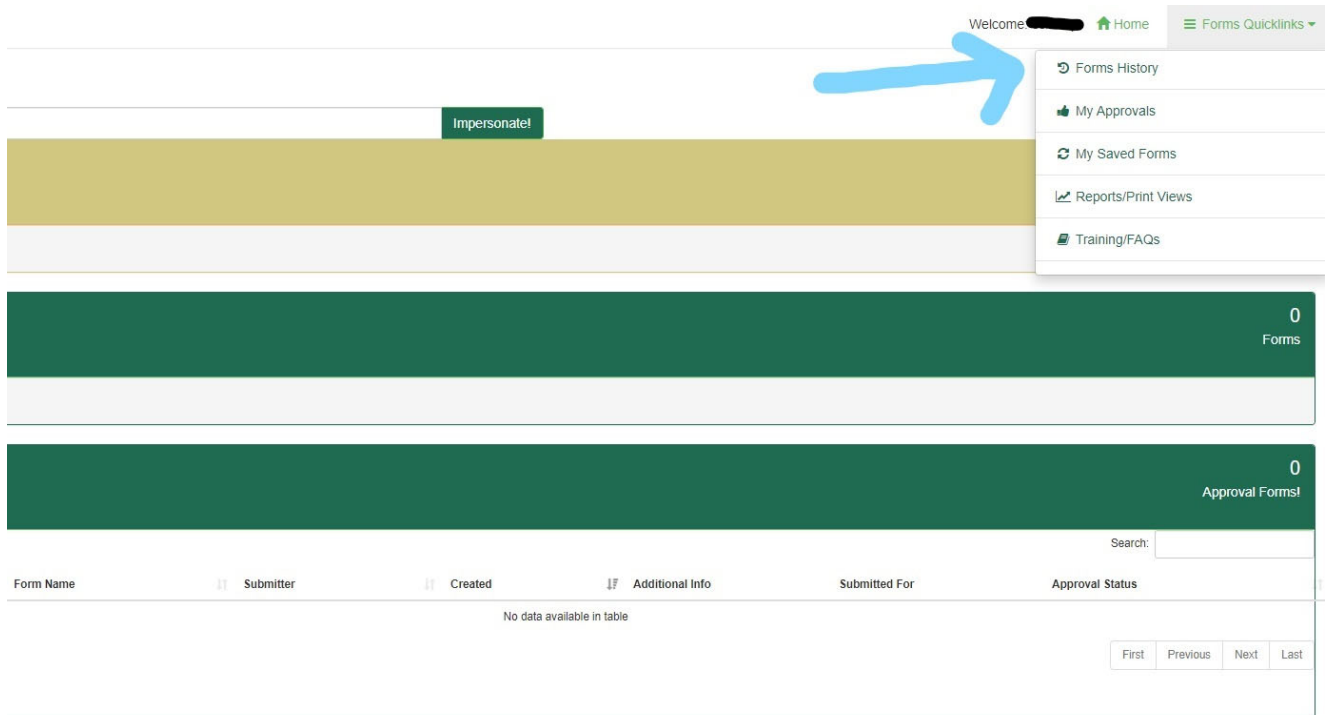 Welcome: Home Forms Quicklinks
Forms History
Impersonate!
My Approvals
My Saved Forms
Reports/Print Views
Training/FAQs
0
Forms
0
Approval Forms!
Search:
Form Name Submitter Created Additional Info Submitted For Approval Status
No data available in table
First Previous Next Last